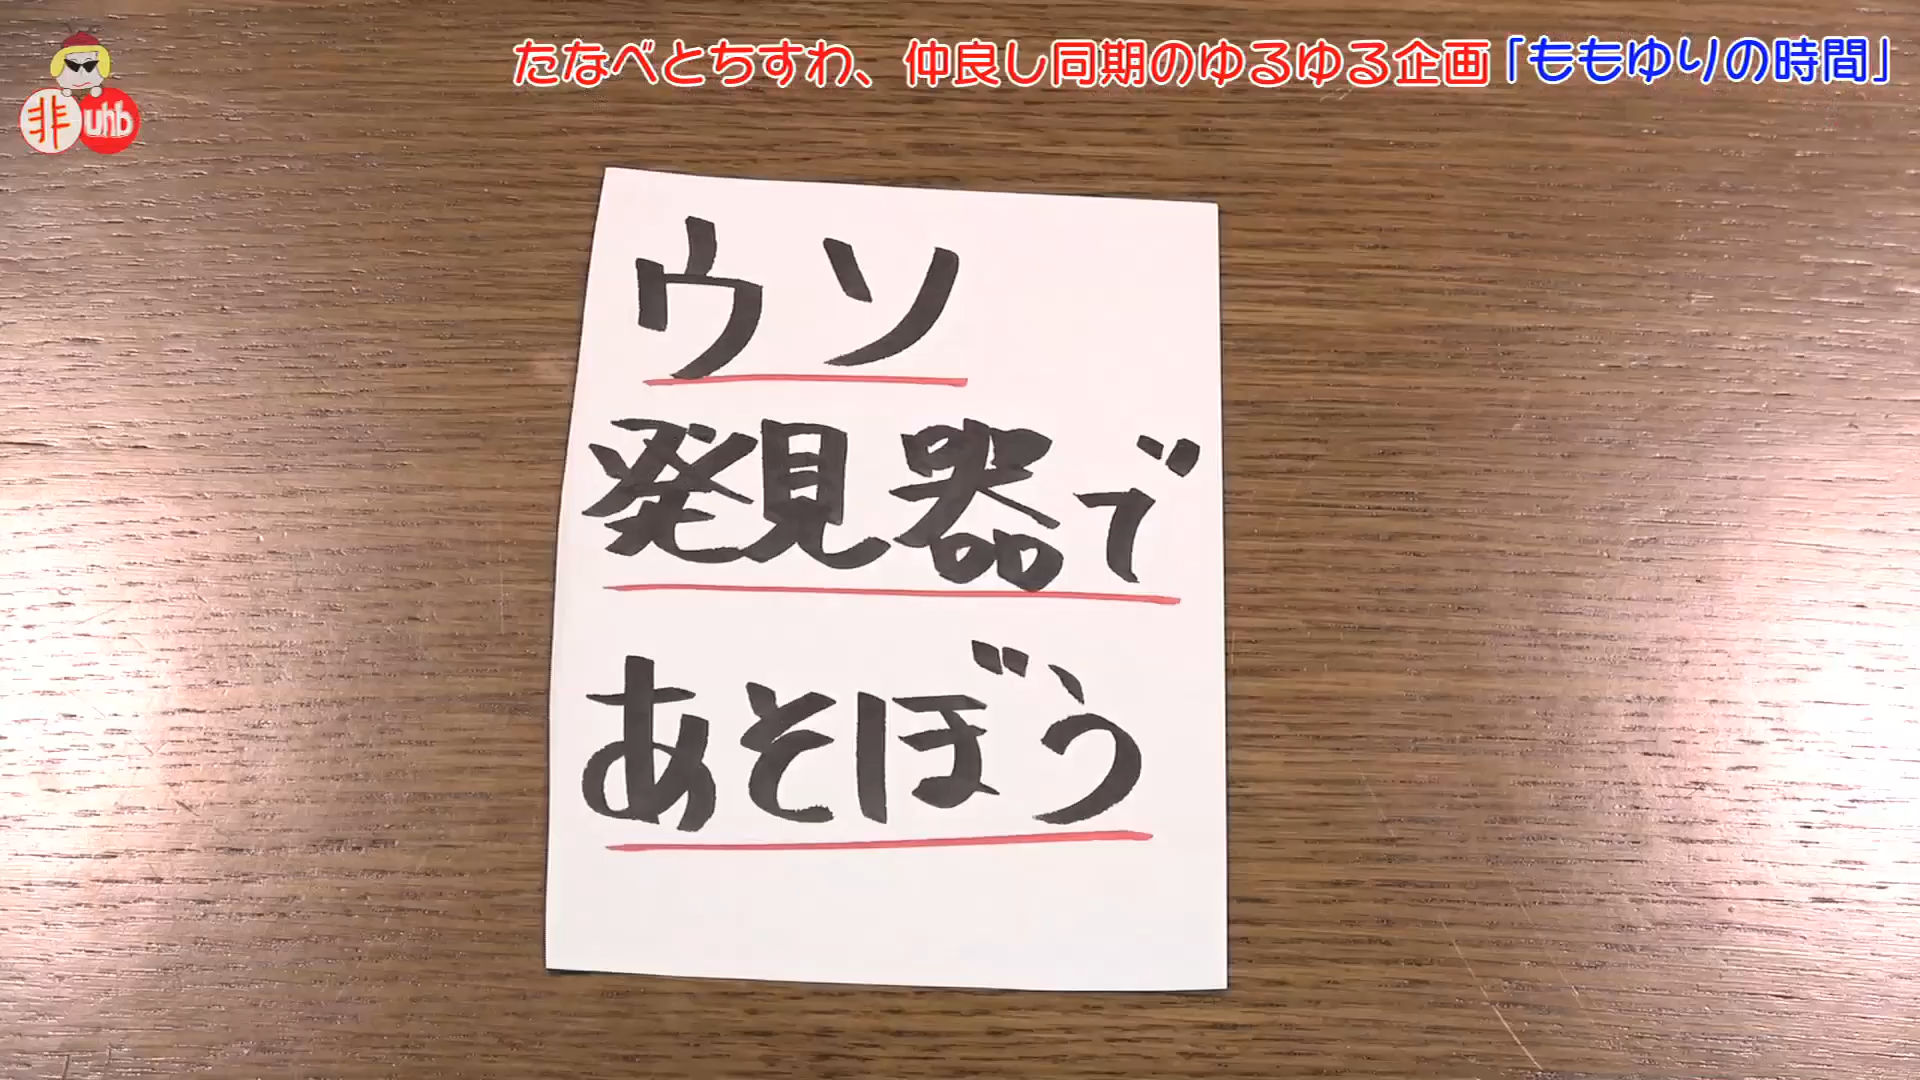 たなべとちすわ、仲良し同期のゆるゆる企画「ももゆりの時間」
非 uhb
ウソ
発見器で
あそぼう